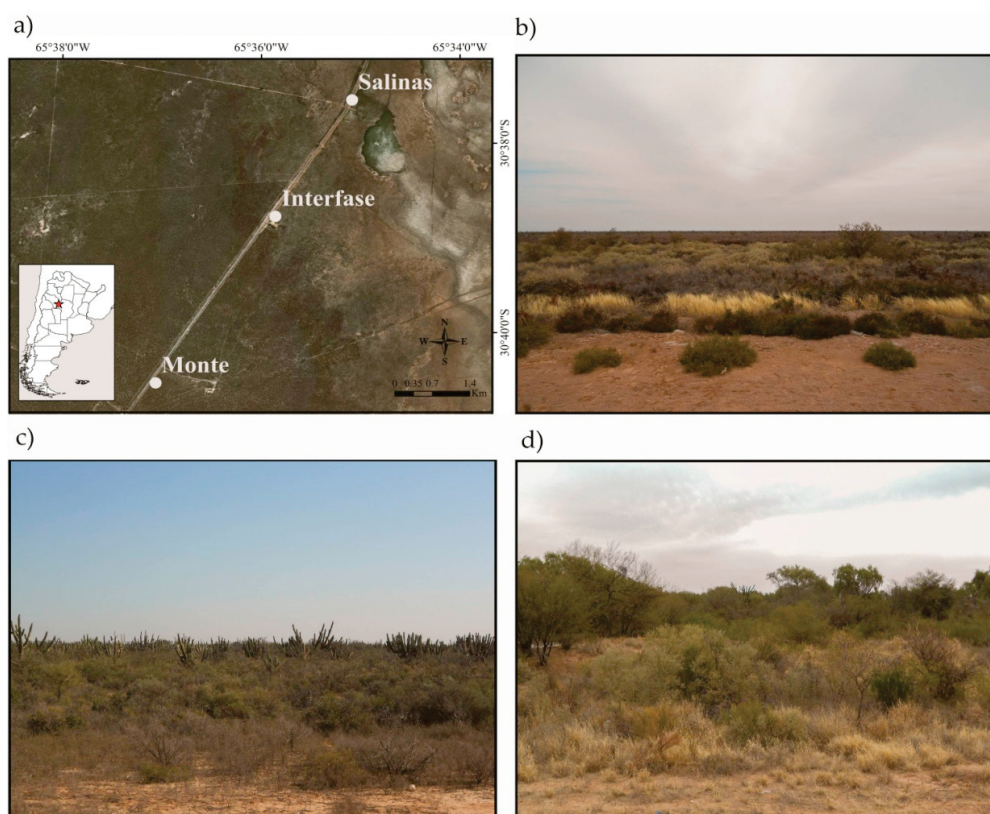 a)
65°38'0"W 65°36'0"W 65°34'0"W
Salinas
30°38'0"S
Interfase
30°40'0"S
Monte
N
W E
S
0 0.35 0.7 1.4
Km
b)
c)
d)